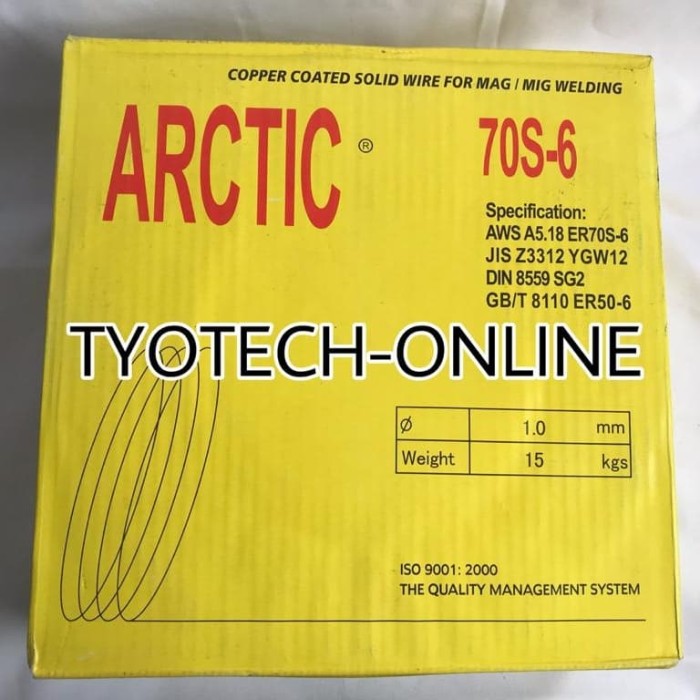 COPPER COATED SOLID WIRE FOR MAG / MIG WELDING
ARCTIC ® 70S-6
Specification:
AWS A5.18 ER70S-6
JIS Z3312 YGW12
DIN 8559 SG2
GB/T 8110 ER50-6
TYOTECH-ONLINE
Ø 1.0 mm
Weight 15 kgs
ISO 9001: 2000
THE QUALITY MANAGEMENT SYSTEM